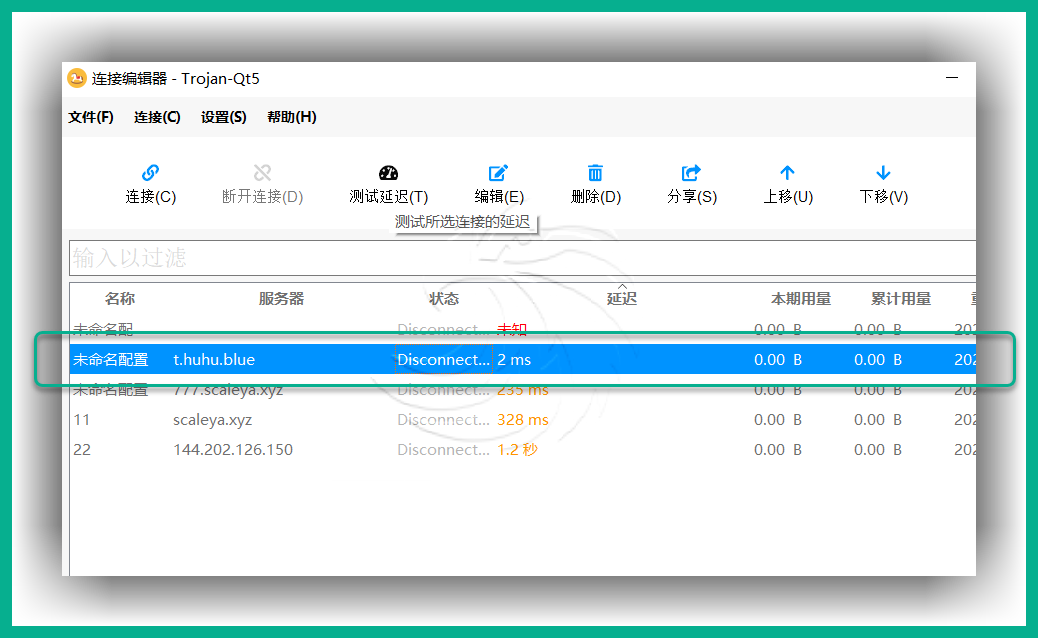 连接编辑器 - Trojan-Qt5
文件(F) 连接(C) 设置(S) 帮助(H)
连接(C) 断开连接(D) 测试延迟(T) 编辑(E) 删除(D) 分享(S) 上移(U) 下移(V)
测试所选连接的延迟
输入以过滤
名称 服务器 状态 延迟 本期用量 累计用量
未命名配 Disconnect... 未知 0.00 B 0.00 B 202
未命名配置 t.huhu.blue Disconnect... 2 ms 0.00 B 0.00 B 202
未命名配置 777.scaleya.xyz Disconnect... 235 ms 0.00 B 0.00 B 202
11 scaleya.xyz Disconnect... 328 ms 0.00 B 0.00 B 202
22 144.202.126.150 Disconnect... 1.2 秒 0.00 B 0.00 B 202